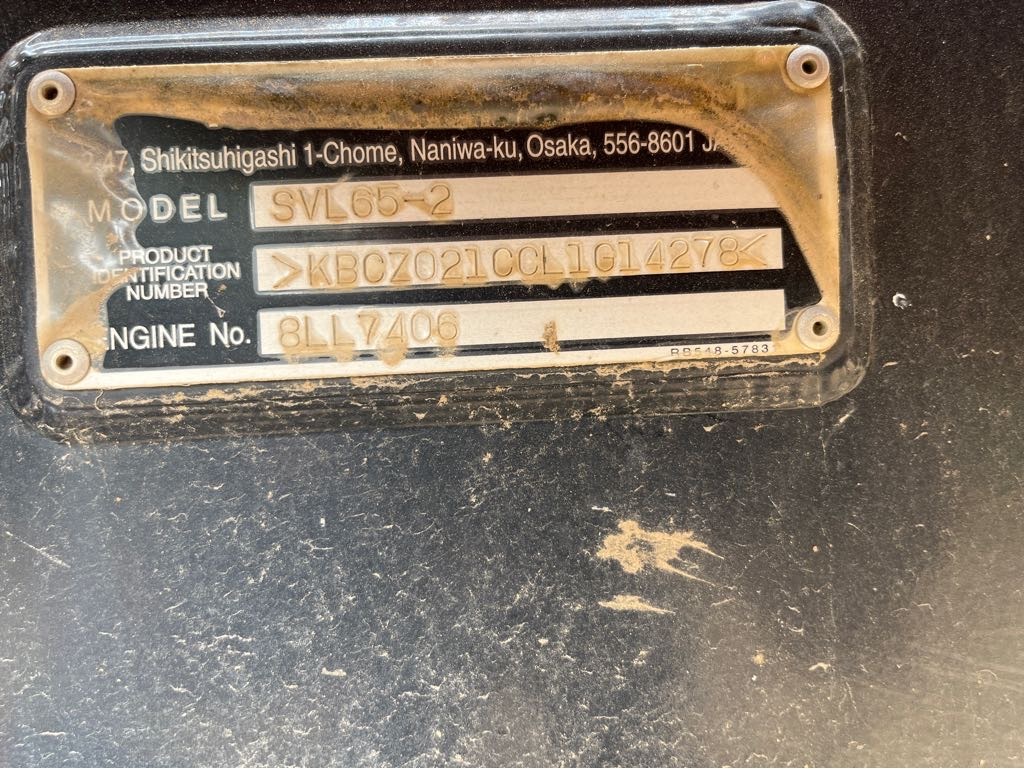 2-47, Shikitsuhigashi 1-Chome, Naniwa-ku, Osaka, 556-8601 JA
MODEL SVL65-2
PRODUCT
IDENTIFICATION
NUMBER >KBCZ021CCL1G14278<
ENGINE No. 8LL7406
RB548-5783